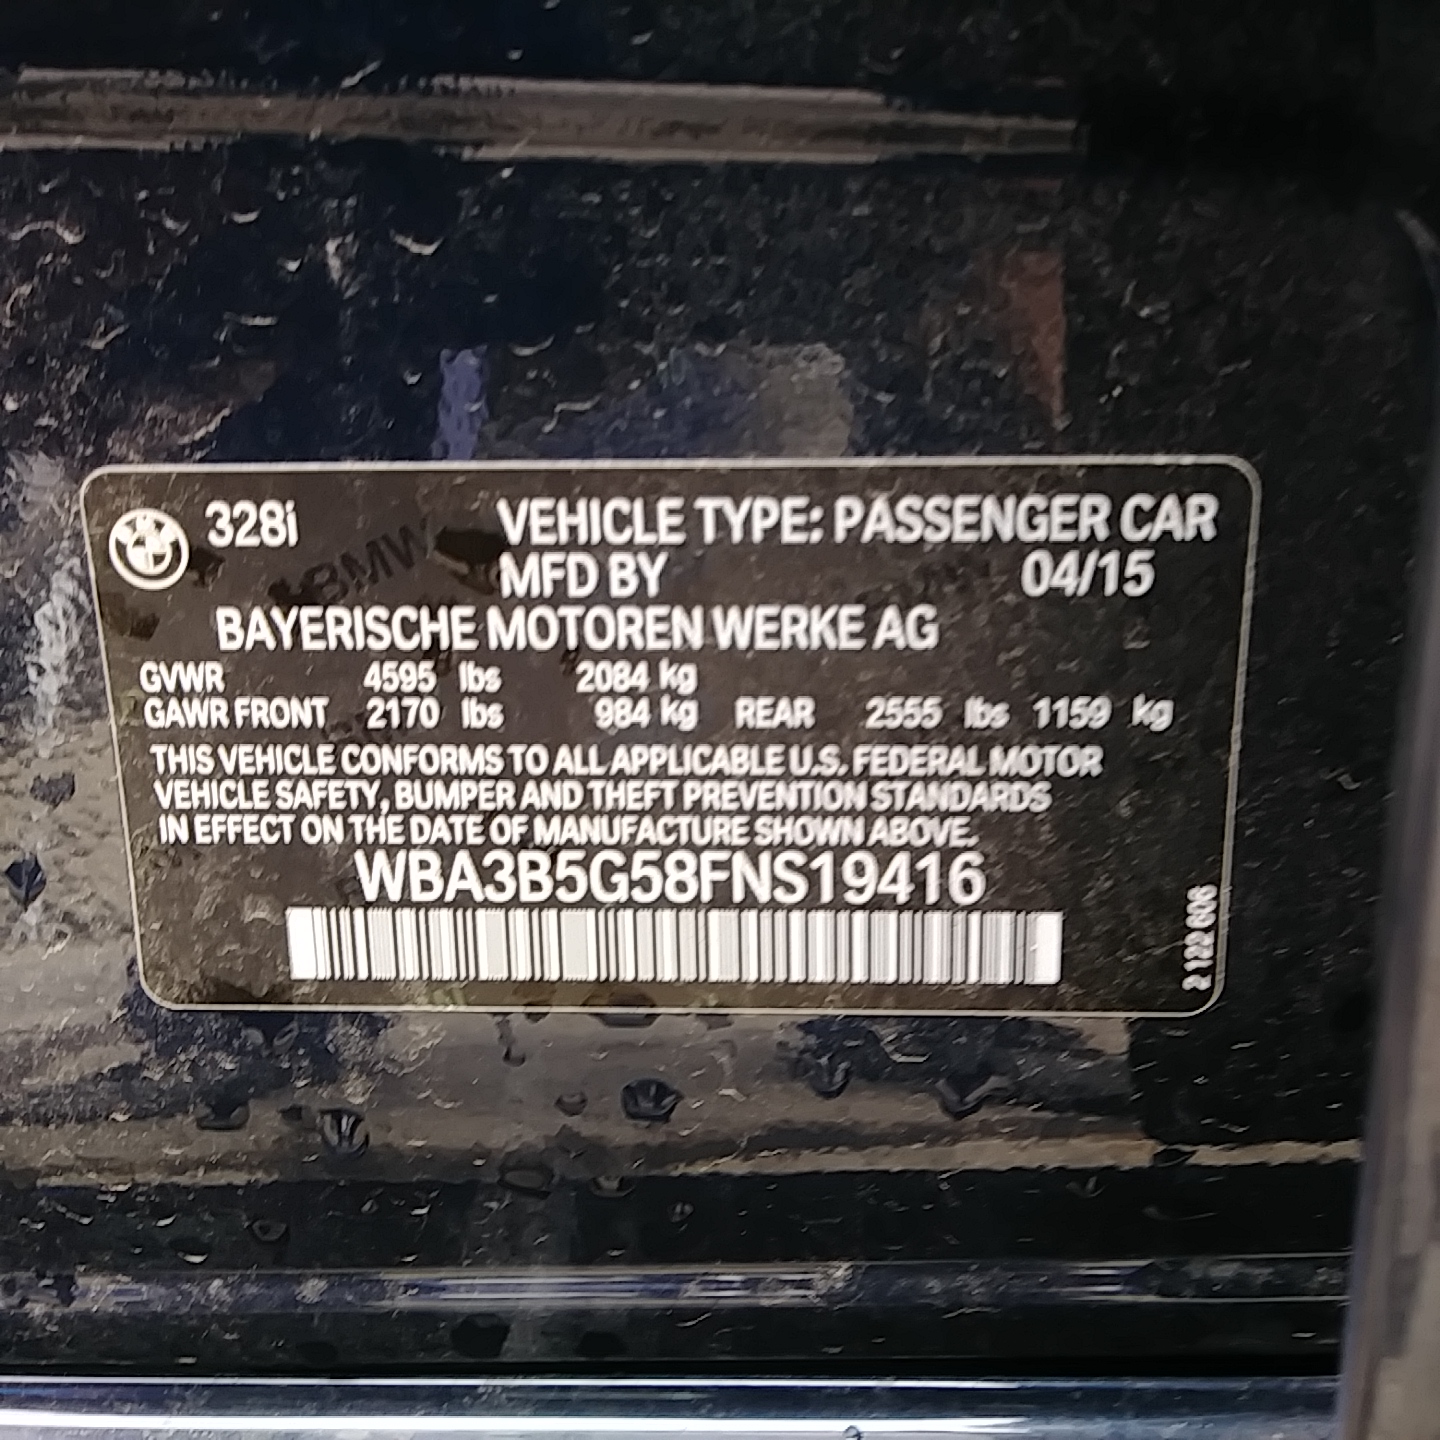 328i VEHICLE TYPE: PASSENGER CAR
MFD BY 04/15
BAYERISCHE MOTOREN WERKE AG
GVWR 4595 lbs 2084 kg
GAWR FRONT 2170 lbs 984 kg REAR 2555 lbs 1159 kg
THIS VEHICLE CONFORMS TO ALL APPLICABLE U.S. FEDERAL MOTOR
VEHICLE SAFETY, BUMPER AND THEFT PREVENTION STANDARDS
IN EFFECT ON THE DATE OF MANUFACTURE SHOWN ABOVE.
WBA3B5G58FNS19416
2 122 606